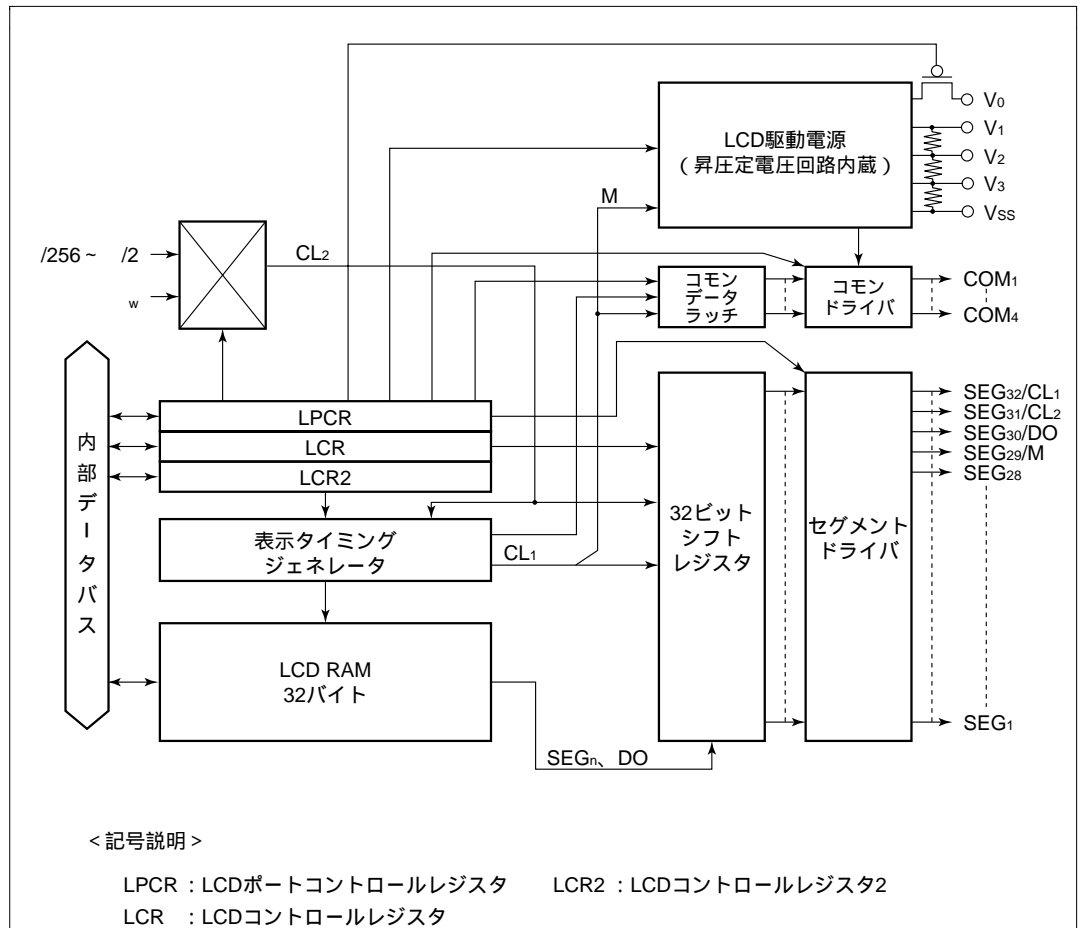 V0
V1
V2
V3
VSS
LCD駆動電源
(昇圧定電圧回路内蔵)
M
/256~ /2
w
CL2
コモン
データ
ラッチ
コモン
ドライバ
COM1
COM4
内部データバス
LPCR
LCR
LCR2
表示タイミング
ジェネレータ
CL1
LCD RAM
32バイト
SEGn、DO
32ビット
シフト
レジスタ
セグメント
ドライバ
SEG32/CL1
SEG31/CL2
SEG30/DO
SEG29/M
SEG28
SEG1
<記号説明>
LPCR :LCDポートコントロールレジスタ LCR2 :LCDコントロールレジスタ2
LCR :LCDコントロールレジスタ